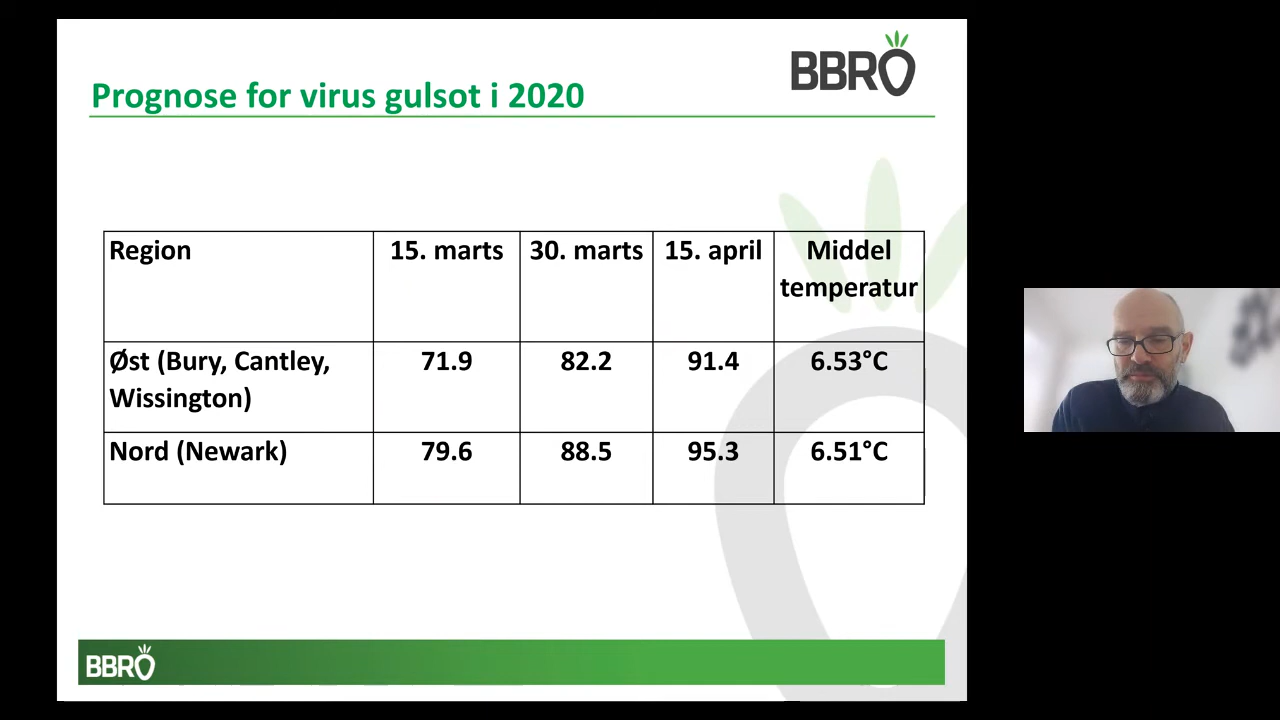 BBRO
Prognose for virus gulsot i 2020
Region 15. marts 30. marts 15. april Middel
temperatur
Øst (Bury, Cantley, 71.9 82.2 91.4 6.53°C
Wissington)
Nord (Newark) 79.6 88.5 95.3 6.51°C
BBRO